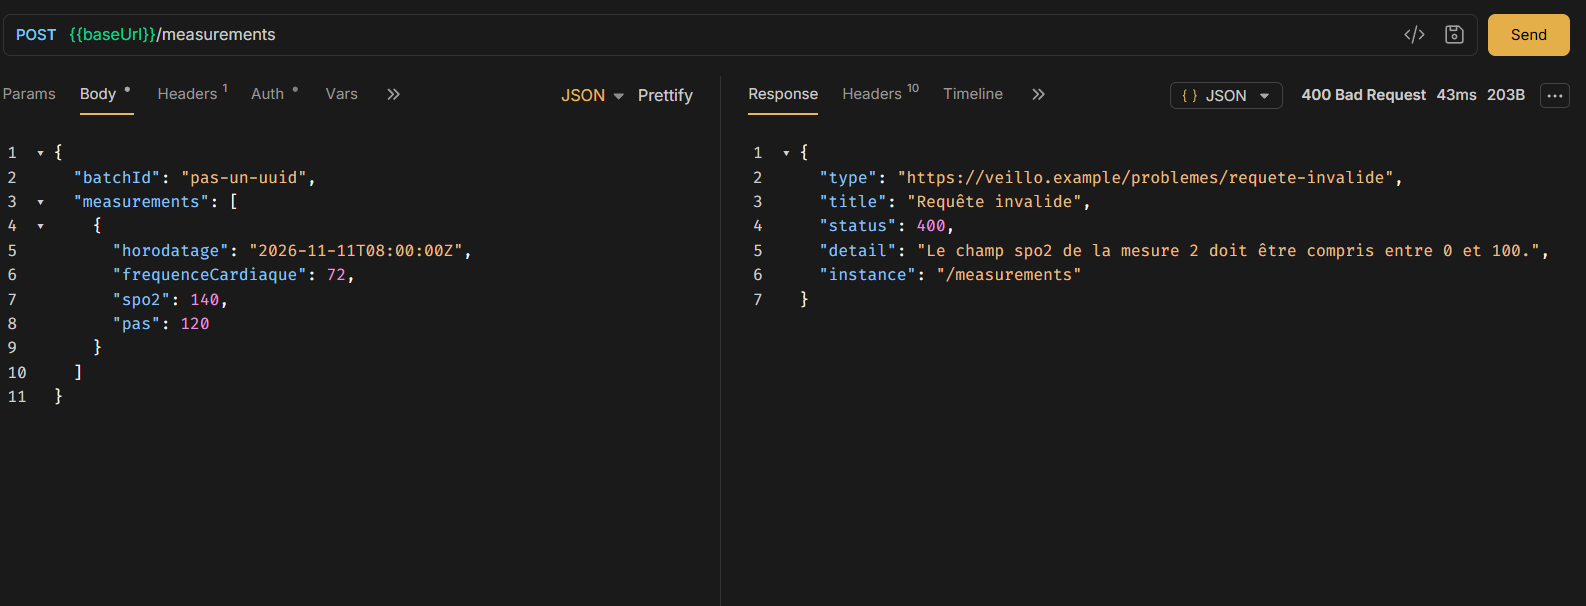 POST {{baseUrl}}/measurements </> Send
Params Body Headers 1 Auth Vars JSON Prettify
1 {
2 "batchId": "pas-un-uuid",
3 "measurements": [
4 {
5 "horodatage": "2026-11-11T08:00:00Z",
6 "frequenceCardiaque": 72,
7 "spo2": 140,
8 "pas": 120
9 }
10 ]
11 }
Response Headers 10 Timeline { } JSON 400 Bad Request 43ms 203B
1 {
2 "type": "https://veillo.example/problemes/requete-invalide",
3 "title": "Requête invalide",
4 "status": 400,
5 "detail": "Le champ spo2 de la mesure 2 doit être compris entre 0 et 100.",
6 "instance": "/measurements"
7 }